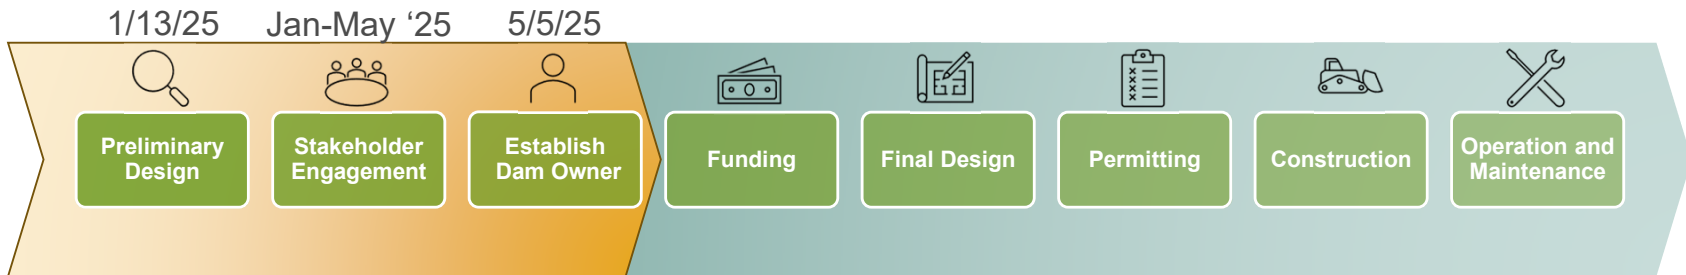 1/13/25 Jan-May ‘25 5/5/25
Preliminary
Design
Stakeholder
Engagement
Establish
Dam Owner
Funding
Final Design
Permitting
Construction
Operation and
Maintenance